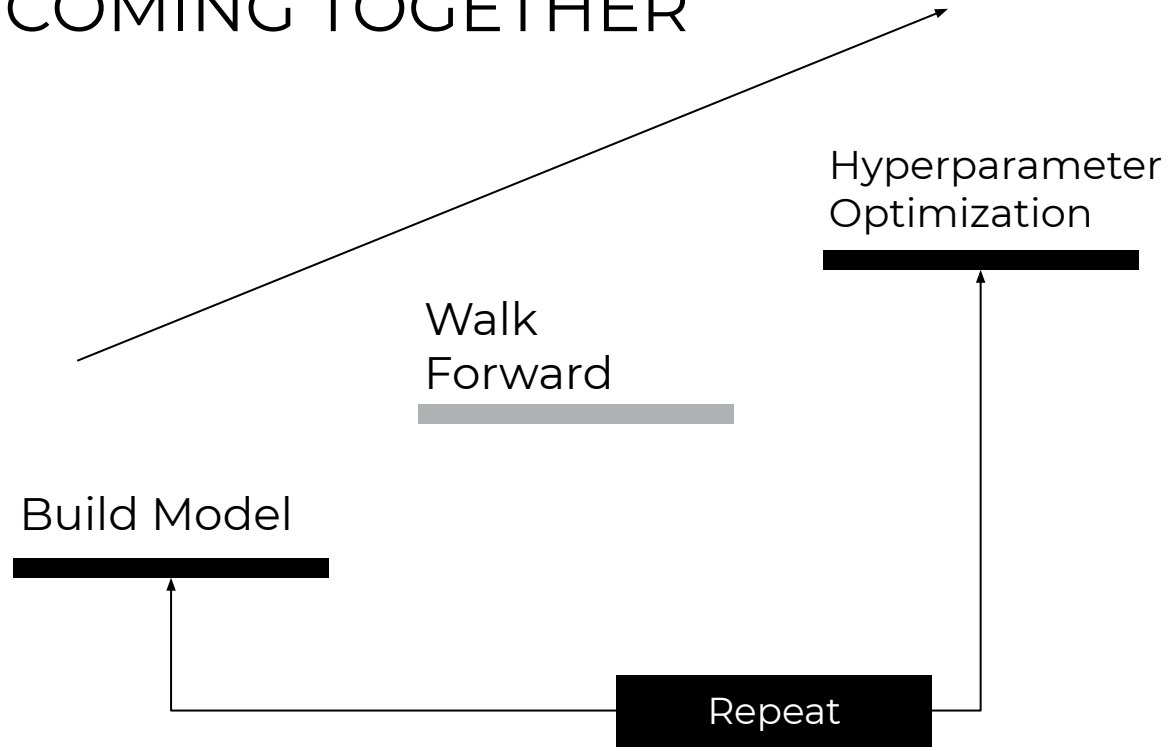 COMING TOGETHER
Hyperparameter
Optimization
Walk
Forward
Build Model
Repeat